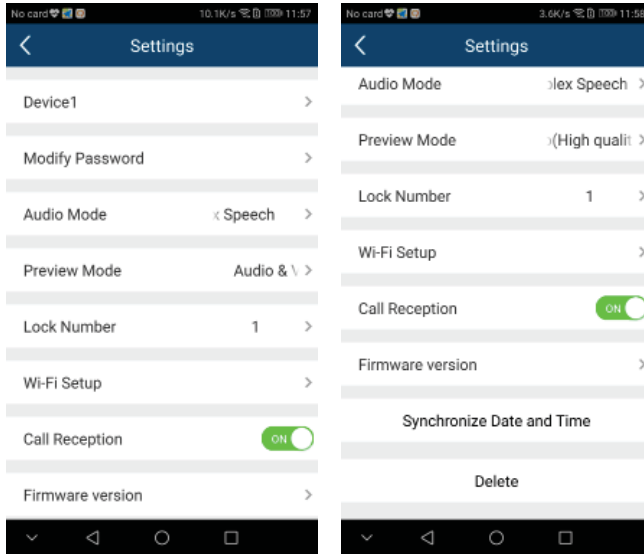 No card 10.1K/s 11:57
Settings
Device1
Modify Password
Audio Mode Speech
Preview Mode Audio &
Lock Number 1
Wi-Fi Setup
Call Reception ON
Firmware version
No card 3.6K/s 11:58
Settings
Audio Mode lex Speech
Preview Mode (High qualit
Lock Number 1
Wi-Fi Setup
Call Reception ON
Firmware version
Synchronize Date and Time
Delete